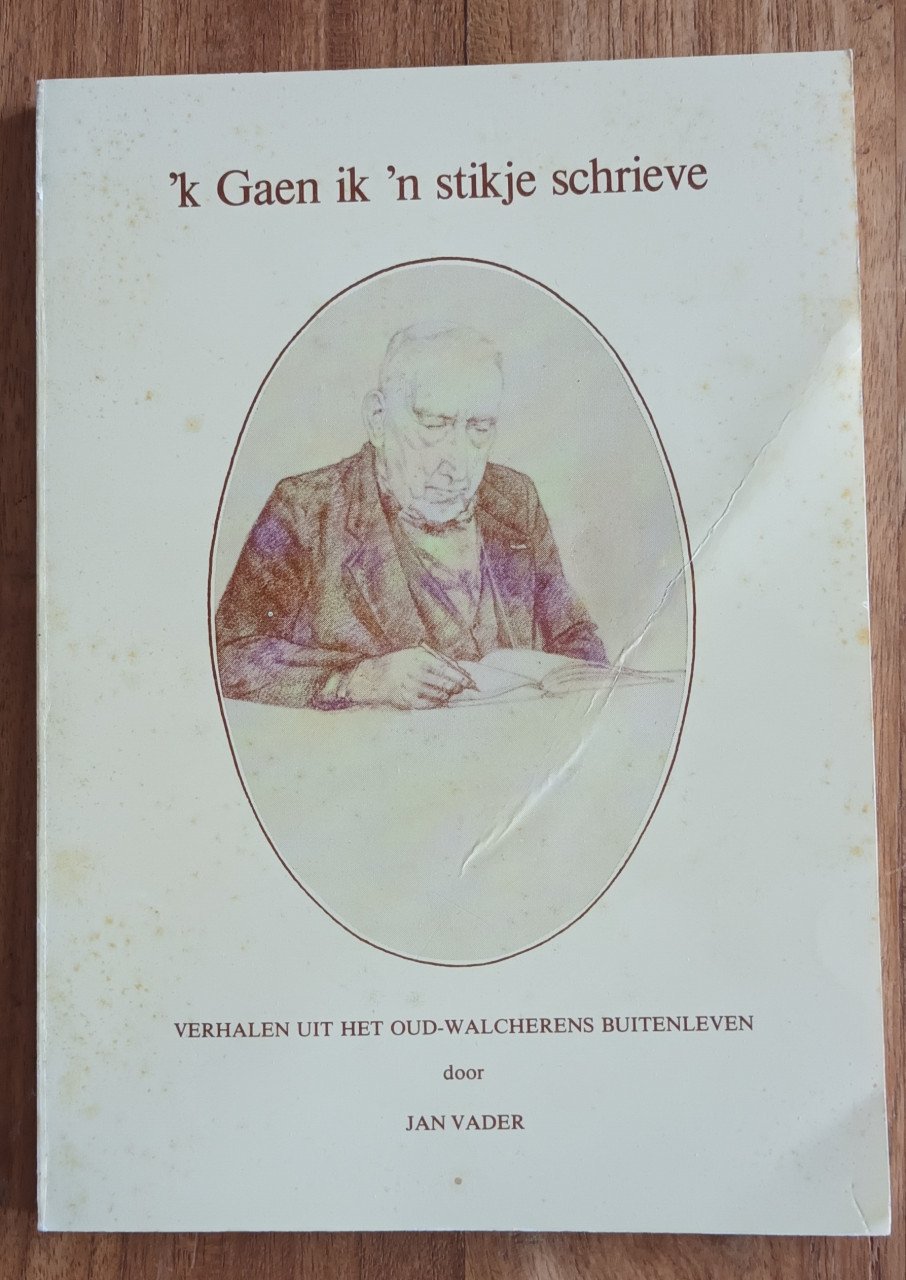 ’k Gaen ik ’n stikje schrieve
VERHALEN UIT HET OUD-WALCHERENS BUITENLEVEN
door
JAN VADER